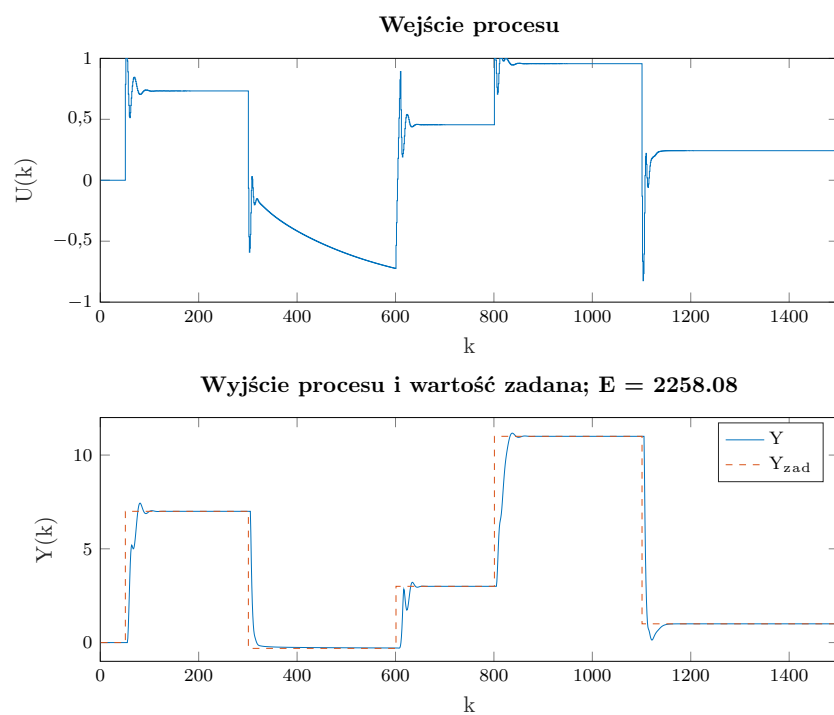 Wejście procesu
1
0,5
0
−0,5
−1
U(k)
0 200 400 600 800 1000 1200 1400
k
Wyjście procesu i wartość zadana; E = 2258.08
10
5
0
Y(k)
Y
Y_zad
0 200 400 600 800 1000 1200 1400
k